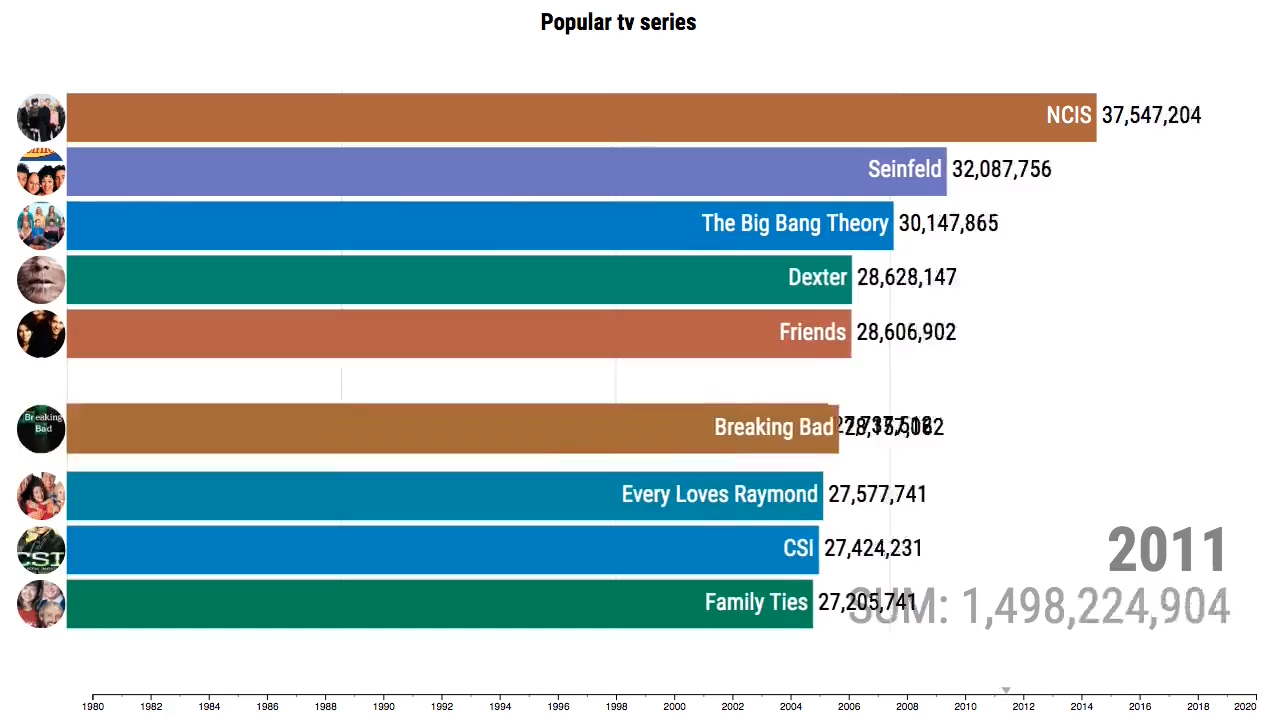 Popular tv series
NCIS 37,547,204
Seinfeld 32,087,756
The Big Bang Theory 30,147,865
Dexter 28,628,147
Friends 28,606,902
Breaking Bad
Breaking Bad
Every Loves Raymond 27,577,741
CSI
CSI 27,424,231
2011
Family Ties 27,205,741
SUM: 1,498,224,904
1980 1982 1984 1986 1988 1990 1992 1994 1996 1998 2000 2002 2004 2006 2008 2010 2012 2014 2016 2018 2020